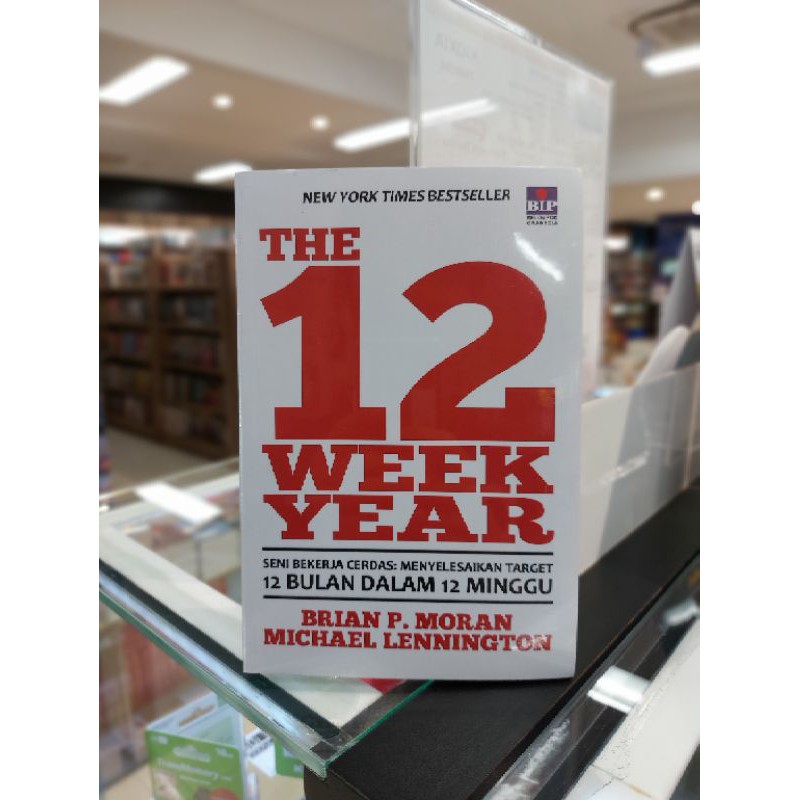 NEW YORK TIMES BESTSELLER
BIP
THE
12
WEEK
YEAR
SENI BEKERJA CERDAS: MENYELESAIKAN TARGET
12 BULAN DALAM 12 MINGGU
BRIAN P. MORAN
MICHAEL LENNINGTON